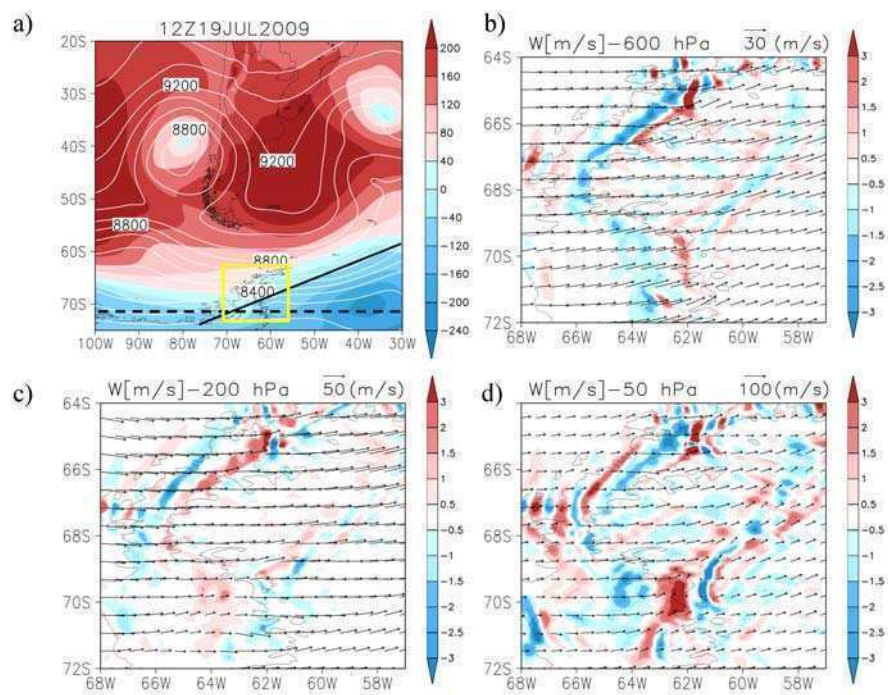 a)
12Z19JUL2009
20S
30S
40S
50S
60S
70S
9200
8800
9200
8800
8800
8400
100W 90W 80W 70W 60W 50W 40W 30W
200
160
120
80
40
0
-40
-120
-160
-200
-240
b)
W[m/s]-600 hPa 30 (m/s)
64S
66S
68S
70S
72S
68W 66W 64W 62W 60W 58W
3
2.5
2
1.5
1
0.5
-0.5
-1
-1.5
-2
-2.5
-3
c)
W[m/s]-200 hPa 50 (m/s)
64S
66S
68S
70S
72S
68W 66W 64W 62W 60W 58W
3
2.5
2
1.5
1
0.5
-0.5
-1
-1.5
-2
-2.5
-3
d)
W[m/s]-50 hPa 100 (m/s)
64S
66S
68S
70S
72S
68W 66W 64W 62W 60W 58W
3
2.5
2
1.5
1
0.5
-0.5
-1
-1.5
-2
-2.5
-3